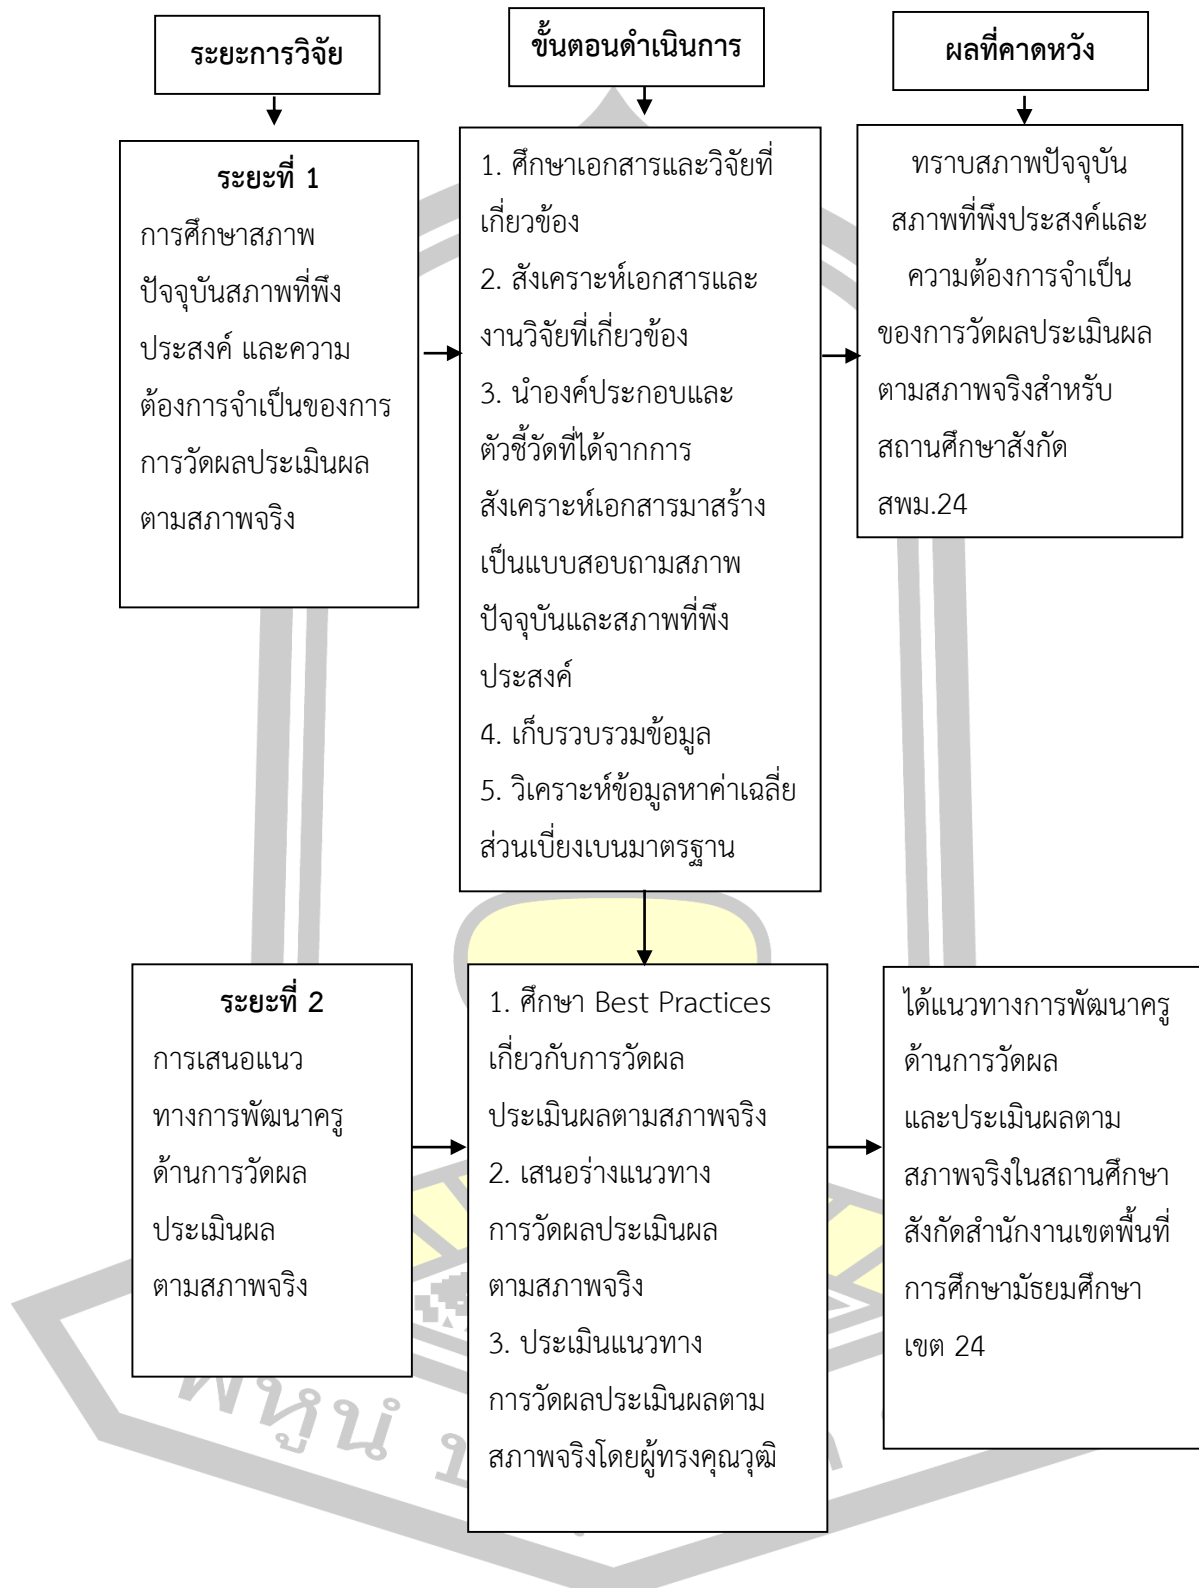 ระยะการวิจัย
ขั้นตอนดำเนินการ
ผลที่คาดหวัง
ระยะที่ 1
การศึกษาสภาพ
ปัจจุบันสภาพที่พึง
ประสงค์ และความ
ต้องการจำเป็นของการ
การวัดผลประเมินผล
ตามสภาพจริง
1. ศึกษาเอกสารและวิจัยที่
เกี่ยวข้อง
2. สังเคราะห์เอกสารและ
งานวิจัยที่เกี่ยวข้อง
3. นำองค์ประกอบและ
ตัวชี้วัดที่ได้จากการ
สังเคราะห์เอกสารมาสร้าง
เป็นแบบสอบถามสภาพ
ปัจจุบันและสภาพที่พึง
ประสงค์
4. เก็บรวบรวมข้อมูล
5. วิเคราะห์ข้อมูลหาค่าเฉลี่ย
ส่วนเบี่ยงเบนมาตรฐาน
ทราบสภาพปัจจุบัน
สภาพที่พึงประสงค์และ
ความต้องการจำเป็น
ของการวัดผลประเมินผล
ตามสภาพจริงสำหรับ
สถานศึกษาสังกัด
สพม.24
ระยะที่ 2
การเสนอแนว
ทางการพัฒนาครู
ด้านการวัดผล
ประเมินผล
ตามสภาพจริง
1. ศึกษา Best Practices
เกี่ยวกับการวัดผล
ประเมินผลตามสภาพจริง
2. เสนอร่างแนวทาง
การวัดผลประเมินผล
ตามสภาพจริง
3. ประเมินแนวทาง
การวัดผลประเมินผลตาม
สภาพจริงโดยผู้ทรงคุณวุฒิ
ได้แนวทางการพัฒนาครู
ด้านการวัดผล
และประเมินผลตาม
สภาพจริงในสถานศึกษา
สังกัดสำนักงานเขตพื้นที่
การศึกษามัธยมศึกษา
เขต 24
พหูนํ